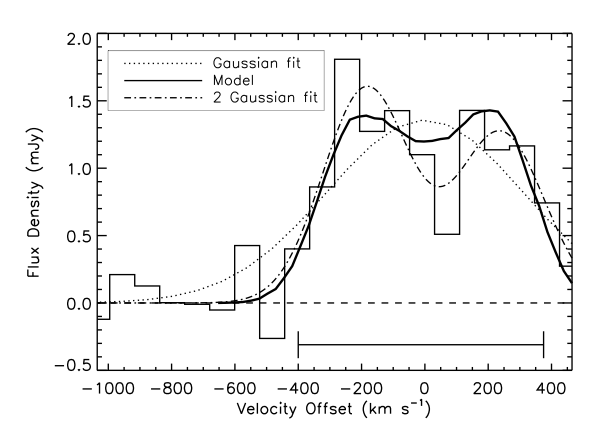 Gaussian fit
Model
2 Gaussian fit
2.0
1.5
1.0
0.5
0.0
−0.5
Flux Density (mJy)
−1000 −800 −600 −400 −200 0 200 400
Velocity Offset (km s⁻¹)